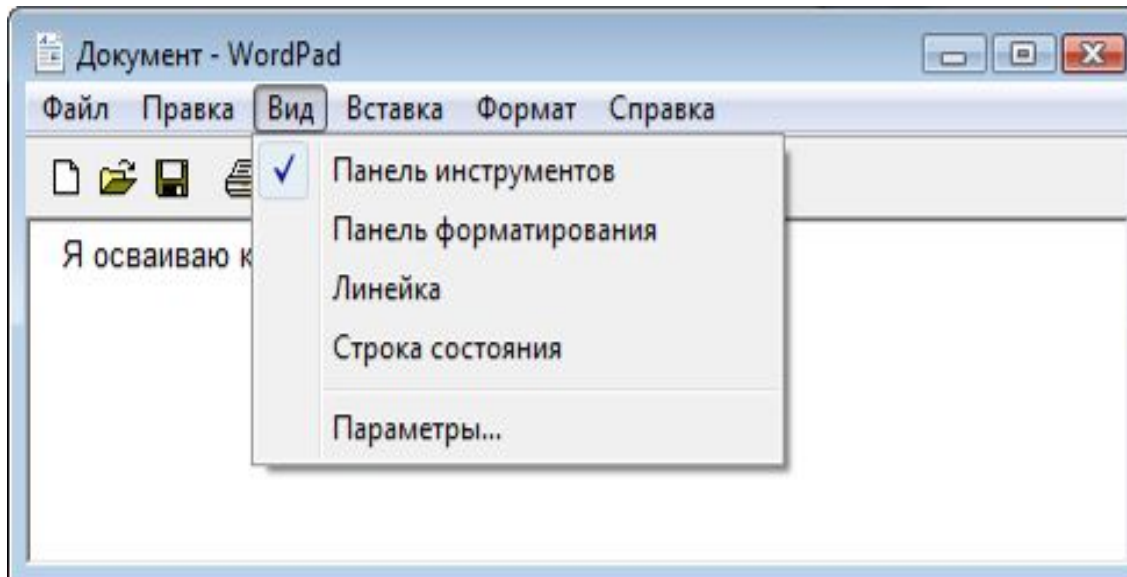 Документ - WordPad
Файл Правка Вид Вставка Формат Справка
Панель инструментов
Панель форматирования
Я осваиваю
Линейка
Строка состояния
Параметры...